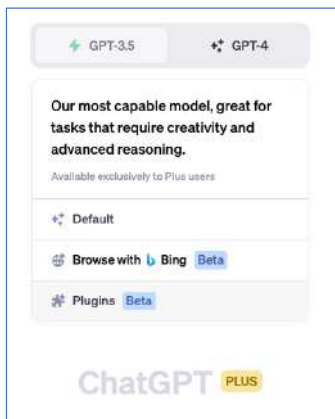 GPT-3.5 GPT-4
Our most capable model, great for
tasks that require creativity and
advanced reasoning.
Available exclusively to Plus users
Default
Browse with Bing Beta
Plugins Beta
ChatGPT PLUS